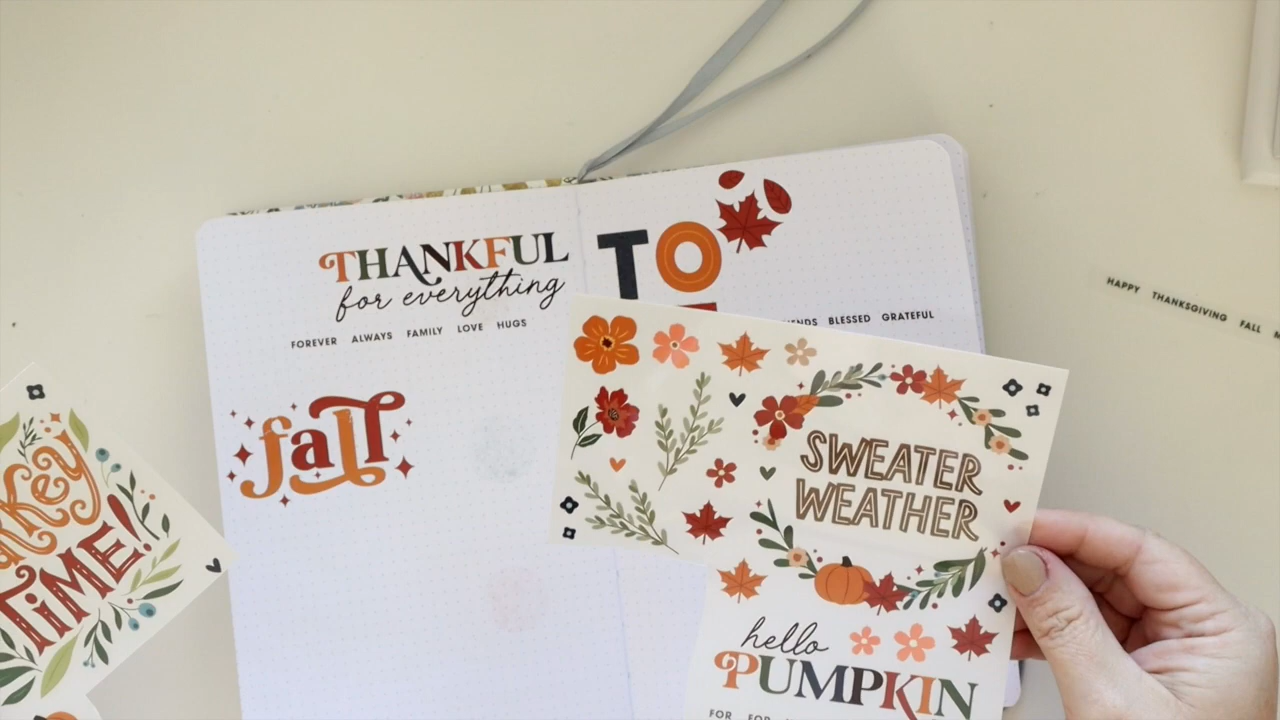 THANKFUL
for everything
FOREVER ALWAYS FAMILY LOVE HUGS
TO
BLESSED GRATEFUL
HAPPY THANKSGIVING FALL
fall
SWEATER
WEATHER
TIME!
hello
PUMPKIN
FOR FOR